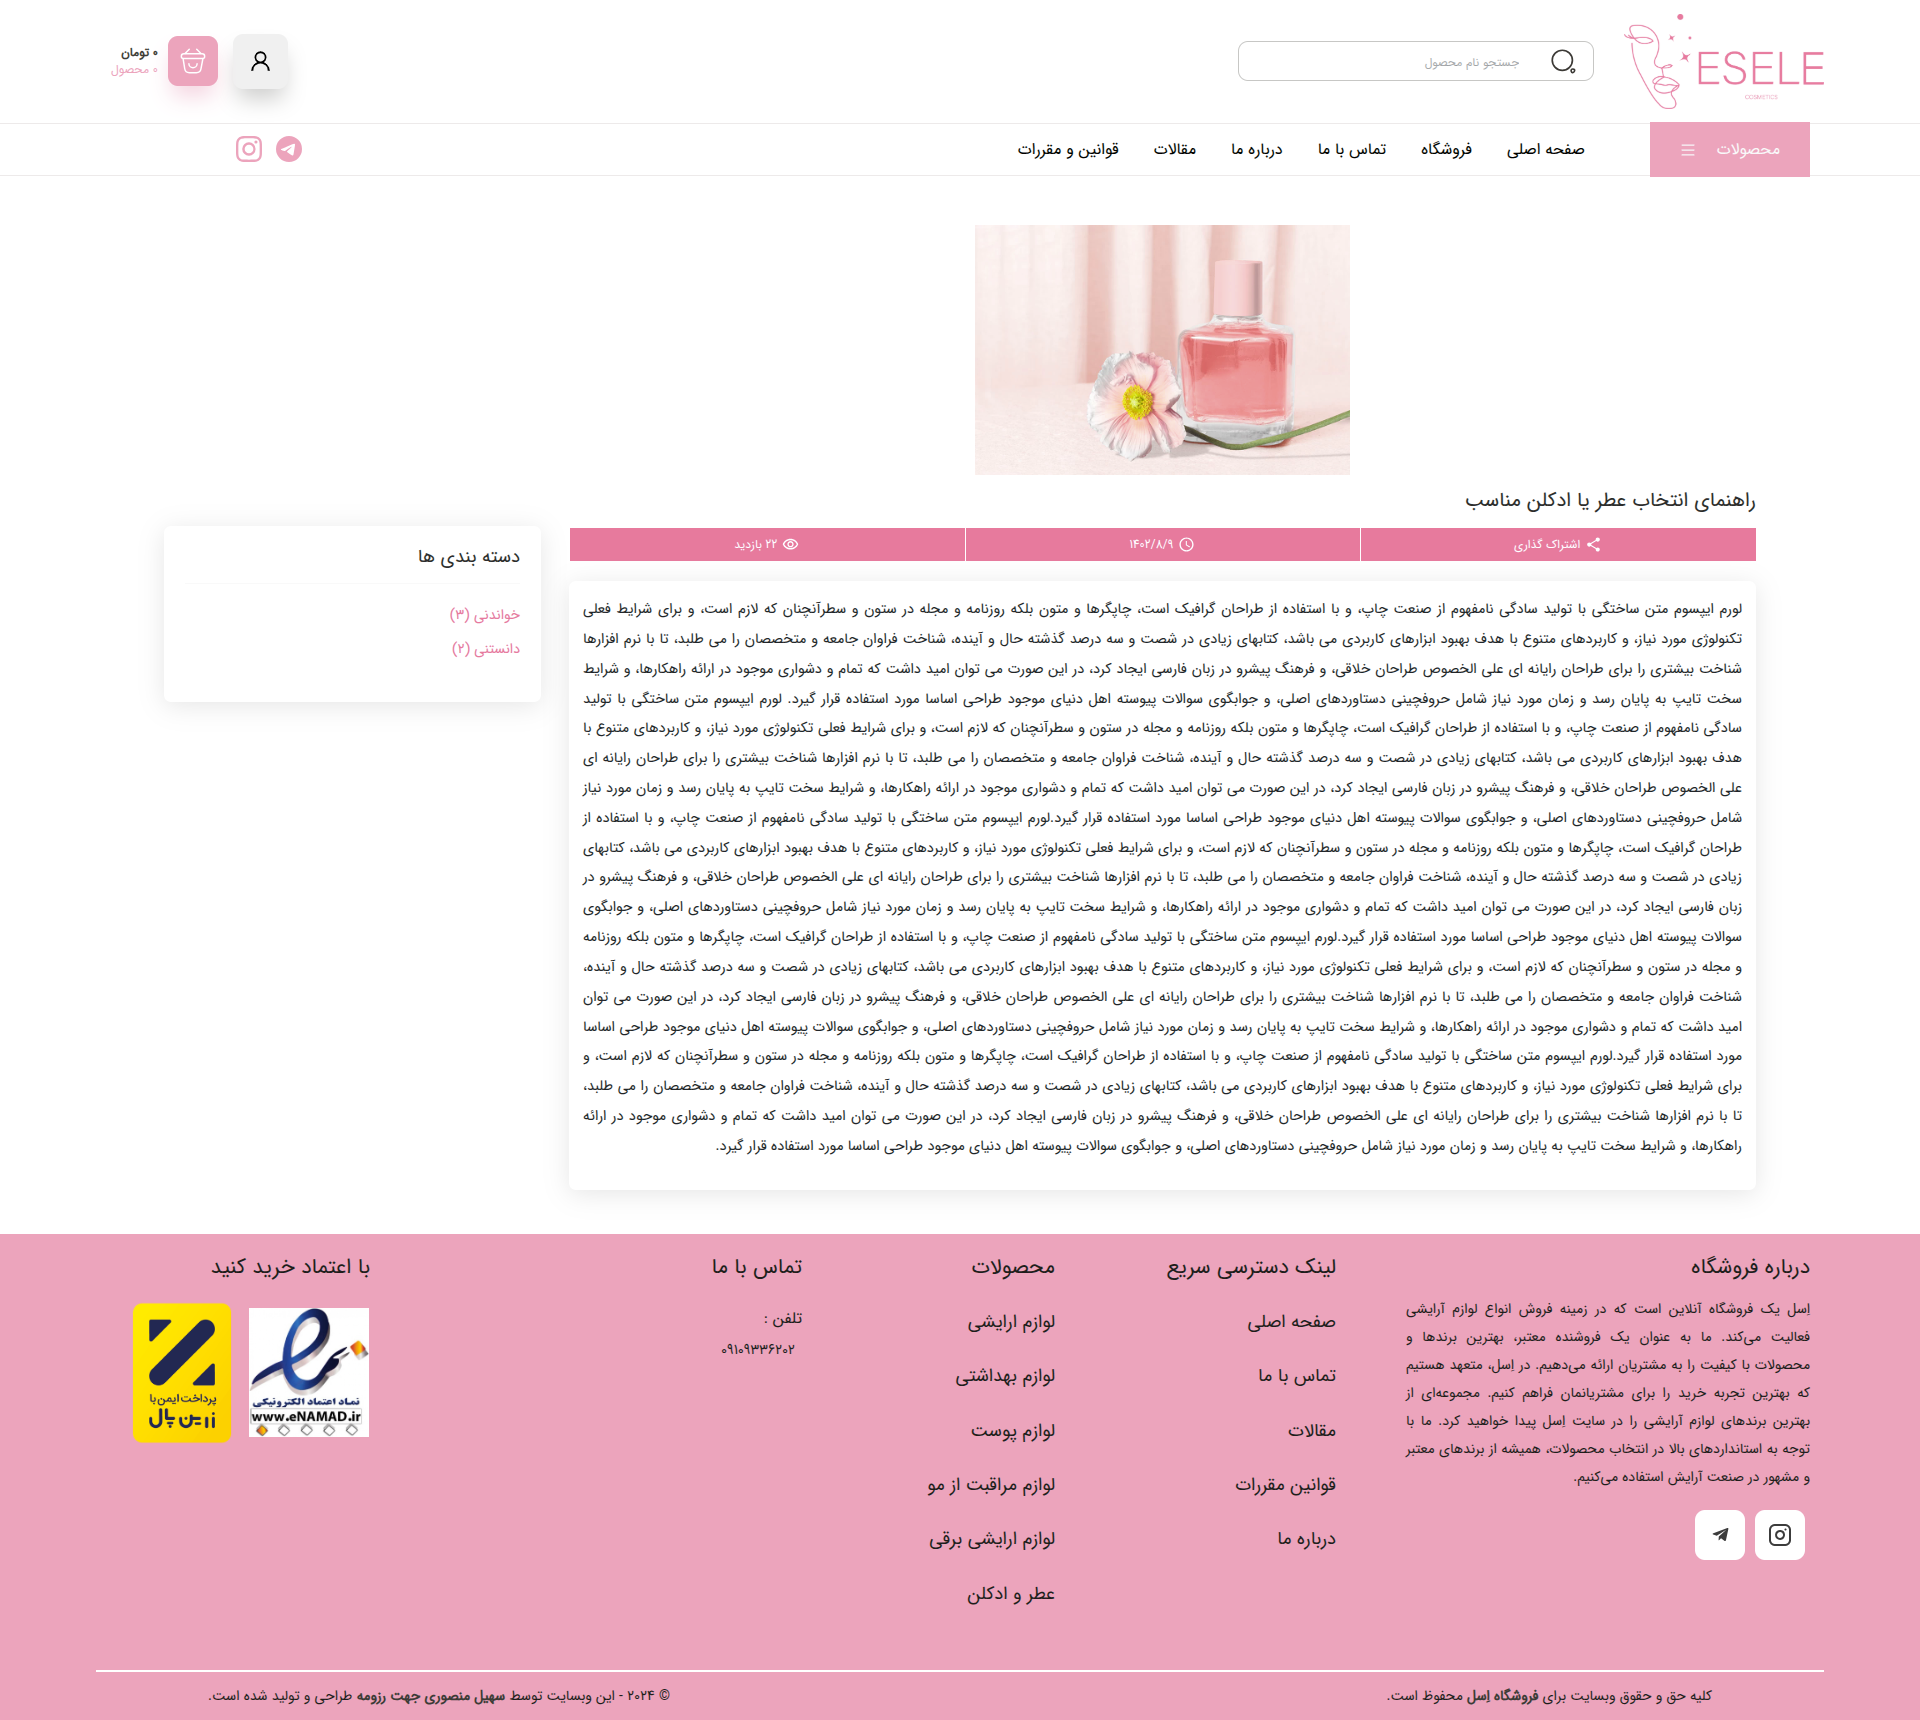 ESELE
COSMETICS
جستجو نام محصول
۰ تومان
۰ محصول
محصولات
صفحه اصلی
فروشگاه
تماس با ما
درباره ما
مقالات
قوانین و مقررات
راهنمای انتخاب عطر یا ادکلن مناسب
اشتراک گذاری
۱۴۰۲/۸/۹
۲۲ بازدید
لورم ایپسوم متن ساختگی با تولید سادگی نامفهوم از صنعت چاپ، و با استفاده از طراحان گرافیک است، چاپگرها و متون بلکه روزنامه و مجله در ستون و سطرآنچنان که لازم است، و برای شرایط فعلی
تکنولوژی مورد نیاز، و کاربردهای متنوع با هدف بهبود ابزارهای کاربردی می باشد، کتابهای زیادی در شصت و سه درصد گذشته حال و آینده، شناخت فراوان جامعه و متخصصان را می طلبد، تا با نرم افزارها
شناخت بیشتری را برای طراحان رایانه ای علی الخصوص طراحان خلاقی، و فرهنگ پیشرو در زبان فارسی ایجاد کرد، در این صورت می توان امید داشت که تمام و دشواری موجود در ارائه راهکارها، و شرایط
سخت تایپ به پایان رسد و زمان مورد نیاز شامل حروفچینی دستاوردهای اصلی، و جوابگوی سوالات پیوسته اهل دنیای موجود طراحی اساسا مورد استفاده قرار گیرد. لورم ایپسوم متن ساختگی با تولید
سادگی نامفهوم از صنعت چاپ، و با استفاده از طراحان گرافیک است، چاپگرها و متون بلکه روزنامه و مجله در ستون و سطرآنچنان که لازم است، و برای شرایط فعلی تکنولوژی مورد نیاز، و کاربردهای متنوع با
هدف بهبود ابزارهای کاربردی می باشد، کتابهای زیادی در شصت و سه درصد گذشته حال و آینده، شناخت فراوان جامعه و متخصصان را می طلبد، تا با نرم افزارها شناخت بیشتری را برای طراحان رایانه ای
علی الخصوص طراحان خلاقی، و فرهنگ پیشرو در زبان فارسی ایجاد کرد، در این صورت می توان امید داشت که تمام و دشواری موجود در ارائه راهکارها، و شرایط سخت تایپ به پایان رسد و زمان مورد نیاز
شامل حروفچینی دستاوردهای اصلی، و جوابگوی سوالات پیوسته اهل دنیای موجود طراحی اساسا مورد استفاده قرار گیرد.لورم ایپسوم متن ساختگی با تولید سادگی نامفهوم از صنعت چاپ، و با استفاده از
طراحان گرافیک است، چاپگرها و متون بلکه روزنامه و مجله در ستون و سطرآنچنان که لازم است، و برای شرایط فعلی تکنولوژی مورد نیاز، و کاربردهای متنوع با هدف بهبود ابزارهای کاربردی می باشد، کتابهای
زیادی در شصت و سه درصد گذشته حال و آینده، شناخت فراوان جامعه و متخصصان را می طلبد، تا با نرم افزارها شناخت بیشتری را برای طراحان رایانه ای علی الخصوص طراحان خلاقی، و فرهنگ پیشرو در
زبان فارسی ایجاد کرد، در این صورت می توان امید داشت که تمام و دشواری موجود در ارائه راهکارها، و شرایط سخت تایپ به پایان رسد و زمان مورد نیاز شامل حروفچینی دستاوردهای اصلی، و جوابگوی
سوالات پیوسته اهل دنیای موجود طراحی اساسا مورد استفاده قرار گیرد.لورم ایپسوم متن ساختگی با تولید سادگی نامفهوم از صنعت چاپ، و با استفاده از طراحان گرافیک است، چاپگرها و متون بلکه روزنامه
و مجله در ستون و سطرآنچنان که لازم است، و برای شرایط فعلی تکنولوژی مورد نیاز، و کاربردهای متنوع با هدف بهبود ابزارهای کاربردی می باشد، کتابهای زیادی در شصت و سه درصد گذشته حال و آینده،
شناخت فراوان جامعه و متخصصان را می طلبد، تا با نرم افزارها شناخت بیشتری را برای طراحان رایانه ای علی الخصوص طراحان خلاقی، و فرهنگ پیشرو در زبان فارسی ایجاد کرد، در این صورت می توان
امید داشت که تمام و دشواری موجود در ارائه راهکارها، و شرایط سخت تایپ به پایان رسد و زمان مورد نیاز شامل حروفچینی دستاوردهای اصلی، و جوابگوی سوالات پیوسته اهل دنیای موجود طراحی اساسا
مورد استفاده قرار گیرد.لورم ایپسوم متن ساختگی با تولید سادگی نامفهوم از صنعت چاپ، و با استفاده از طراحان گرافیک است، چاپگرها و متون بلکه روزنامه و مجله در ستون و سطرآنچنان که لازم است، و
برای شرایط فعلی تکنولوژی مورد نیاز، و کاربردهای متنوع با هدف بهبود ابزارهای کاربردی می باشد، کتابهای زیادی در شصت و سه درصد گذشته حال و آینده، شناخت فراوان جامعه و متخصصان را می طلبد،
تا با نرم افزارها شناخت بیشتری را برای طراحان رایانه ای علی الخصوص طراحان خلاقی، و فرهنگ پیشرو در زبان فارسی ایجاد کرد، در این صورت می توان امید داشت که تمام و دشواری موجود در ارائه
راهکارها، و شرایط سخت تایپ به پایان رسد و زمان مورد نیاز شامل حروفچینی دستاوردهای اصلی، و جوابگوی سوالات پیوسته اهل دنیای موجود طراحی اساسا مورد استفاده قرار گیرد.
دسته بندی ها
خواندنی (۳)
دانستنی (۲)
درباره فروشگاه
اِسل یک فروشگاه آنلاین است که در زمینه فروش انواع لوازم آرایشی
فعالیت می‌کند. ما به عنوان یک فروشنده معتبر، بهترین برندها و
محصولات با کیفیت را به مشتریان ارائه می‌دهیم. در اِسل، متعهد هستیم
که بهترین تجربه خرید را برای مشتریانمان فراهم کنیم. مجموعه‌ای از
بهترین برندهای لوازم آرایشی را در سایت اِسل پیدا خواهید کرد. ما با
توجه به استانداردهای بالا در انتخاب محصولات، همیشه از برندهای معتبر
و مشهور در صنعت آرایش استفاده می‌کنیم.
لینک دسترسی سریع
صفحه اصلی
تماس با ما
مقالات
قوانین مقررات
درباره ما
محصولات
لوازم ارایشی
لوازم بهداشتی
لوازم پوست
لوازم مراقبت از مو
لوازم ارایشی برقی
عطر و ادکلن
تماس با ما
تلفن :
۰۹۱۰۹۳۳۶۲۰۲
با اعتماد خرید کنید
نماد اعتماد الکترونیکی
www.eNAMAD.ir
پرداخت ایمن با
زرین پال
کلیه حق و حقوق وبسایت برای فروشگاه اِسل محفوظ است.
© ۲۰۲۴ - این وبسایت توسط سهیل منصوری جهت رزومه طراحی و تولید شده است.